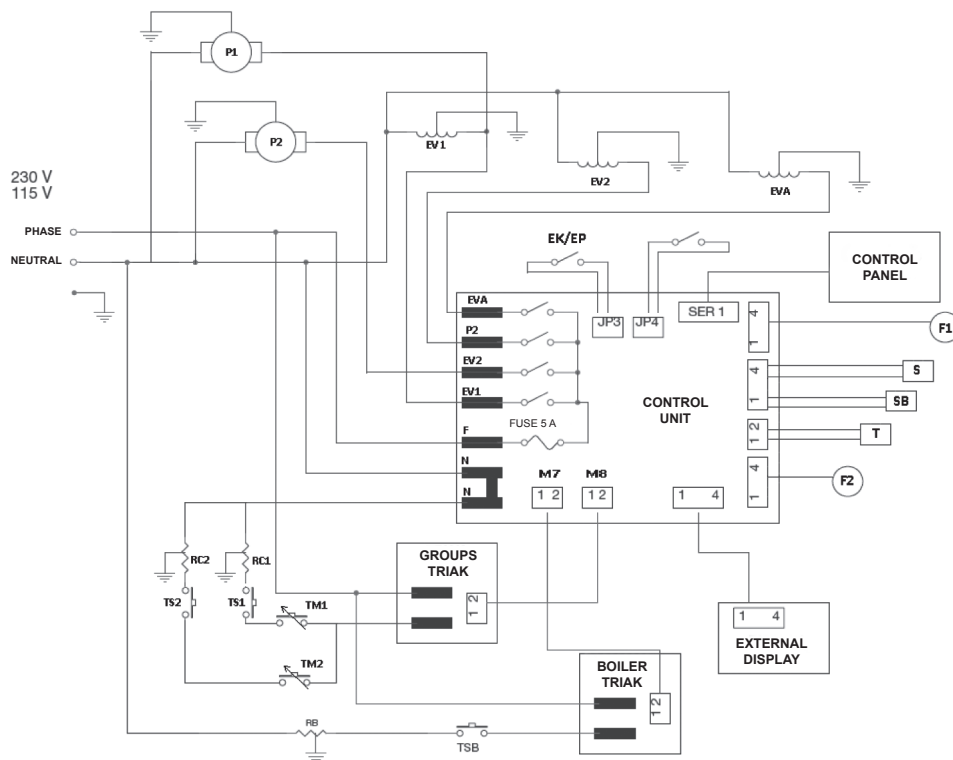 P1
P2
EV1
EV2
EVA
230 V
115 V
PHASE
NEUTRAL
EK/EP
CONTROL
PANEL
EVA
JP3
JP4
SER 1
4
1
F1
P2
EV2
4
1
S
EV1
CONTROL
UNIT
SB
FUSE 5 A
F
1 2
T
N
M7
M8
4
1
F2
N
1 2
1 2
1 4
RC2
RC1
GROUPS
TRIAK
TS2
TS1
TM1
1 2
1 4
EXTERNAL
DISPLAY
TM2
BOILER
TRIAK
1 2
RB
TSB